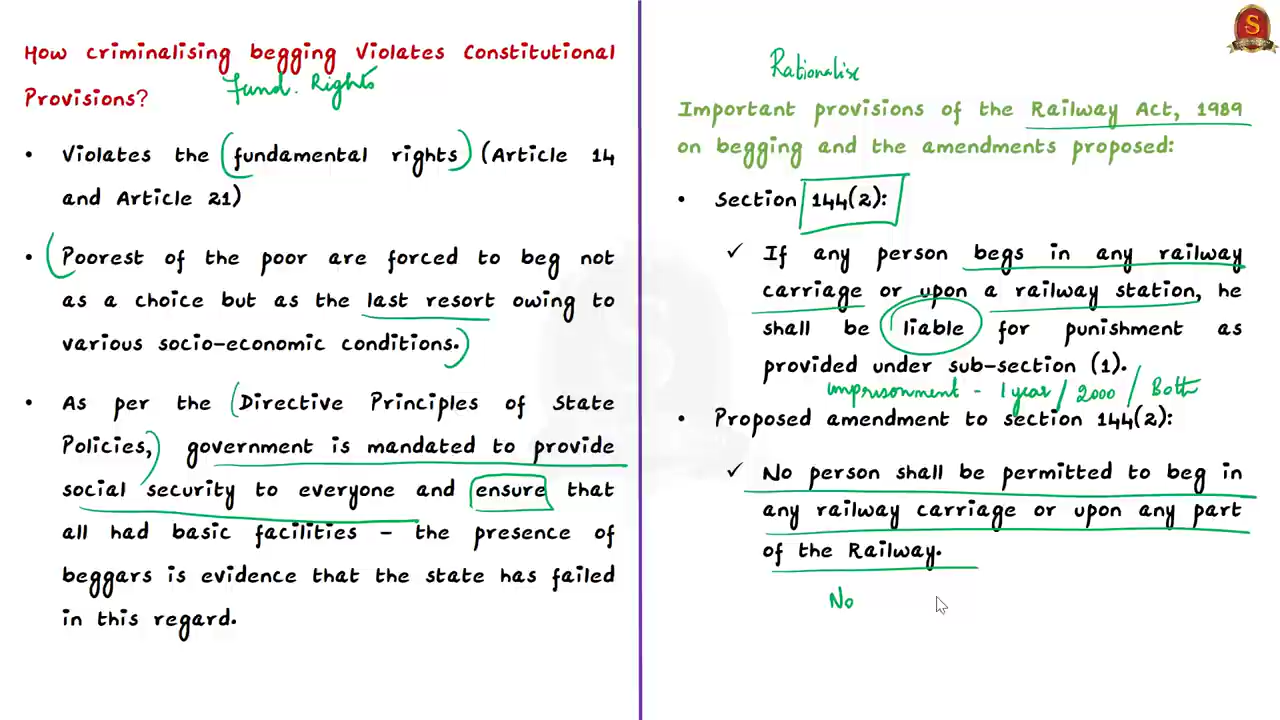 How criminalising begging Violates Constitutional
Provisions?
Fund. Rights
• Violates the fundamental rights (Article 14
and Article 21)
• Poorest of the poor are forced to beg not
as a choice but as the last resort owing to
various socio-economic conditions.
• As per the Directive Principles of State
Policies, government is mandated to provide
social security to everyone and ensure that
all had basic facilities – the presence of
beggars is evidence that the state has failed
in this regard.
S
Rationalise
Important provisions of the Railway Act, 1989
on begging and the amendments proposed:
• Section 144(2):
✓ If any person begs in any railway
carriage or upon a railway station, he
shall be liable for punishment as
provided under sub-section (1).
imprisonment - 1 year / 2000 / Both
• Proposed amendment to section 144(2):
✓ No person shall be permitted to beg in
any railway carriage or upon any part
of the Railway.
No